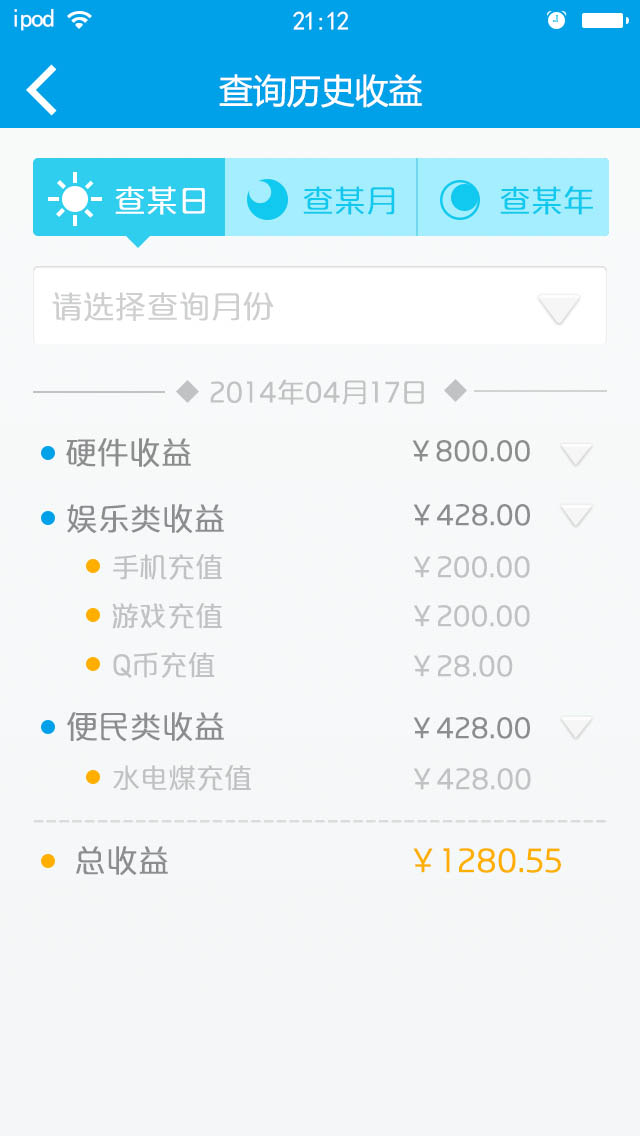 ipod 21:12
查询历史收益
查某日 查某月 查某年
请选择查询月份
2014年04月17日
硬件收益 ￥800.00
娱乐类收益 ￥428.00
手机充值 ￥200.00
游戏充值 ￥200.00
Q币充值 ￥28.00
便民类收益 ￥428.00
水电煤充值 ￥428.00
总收益 ￥1280.55